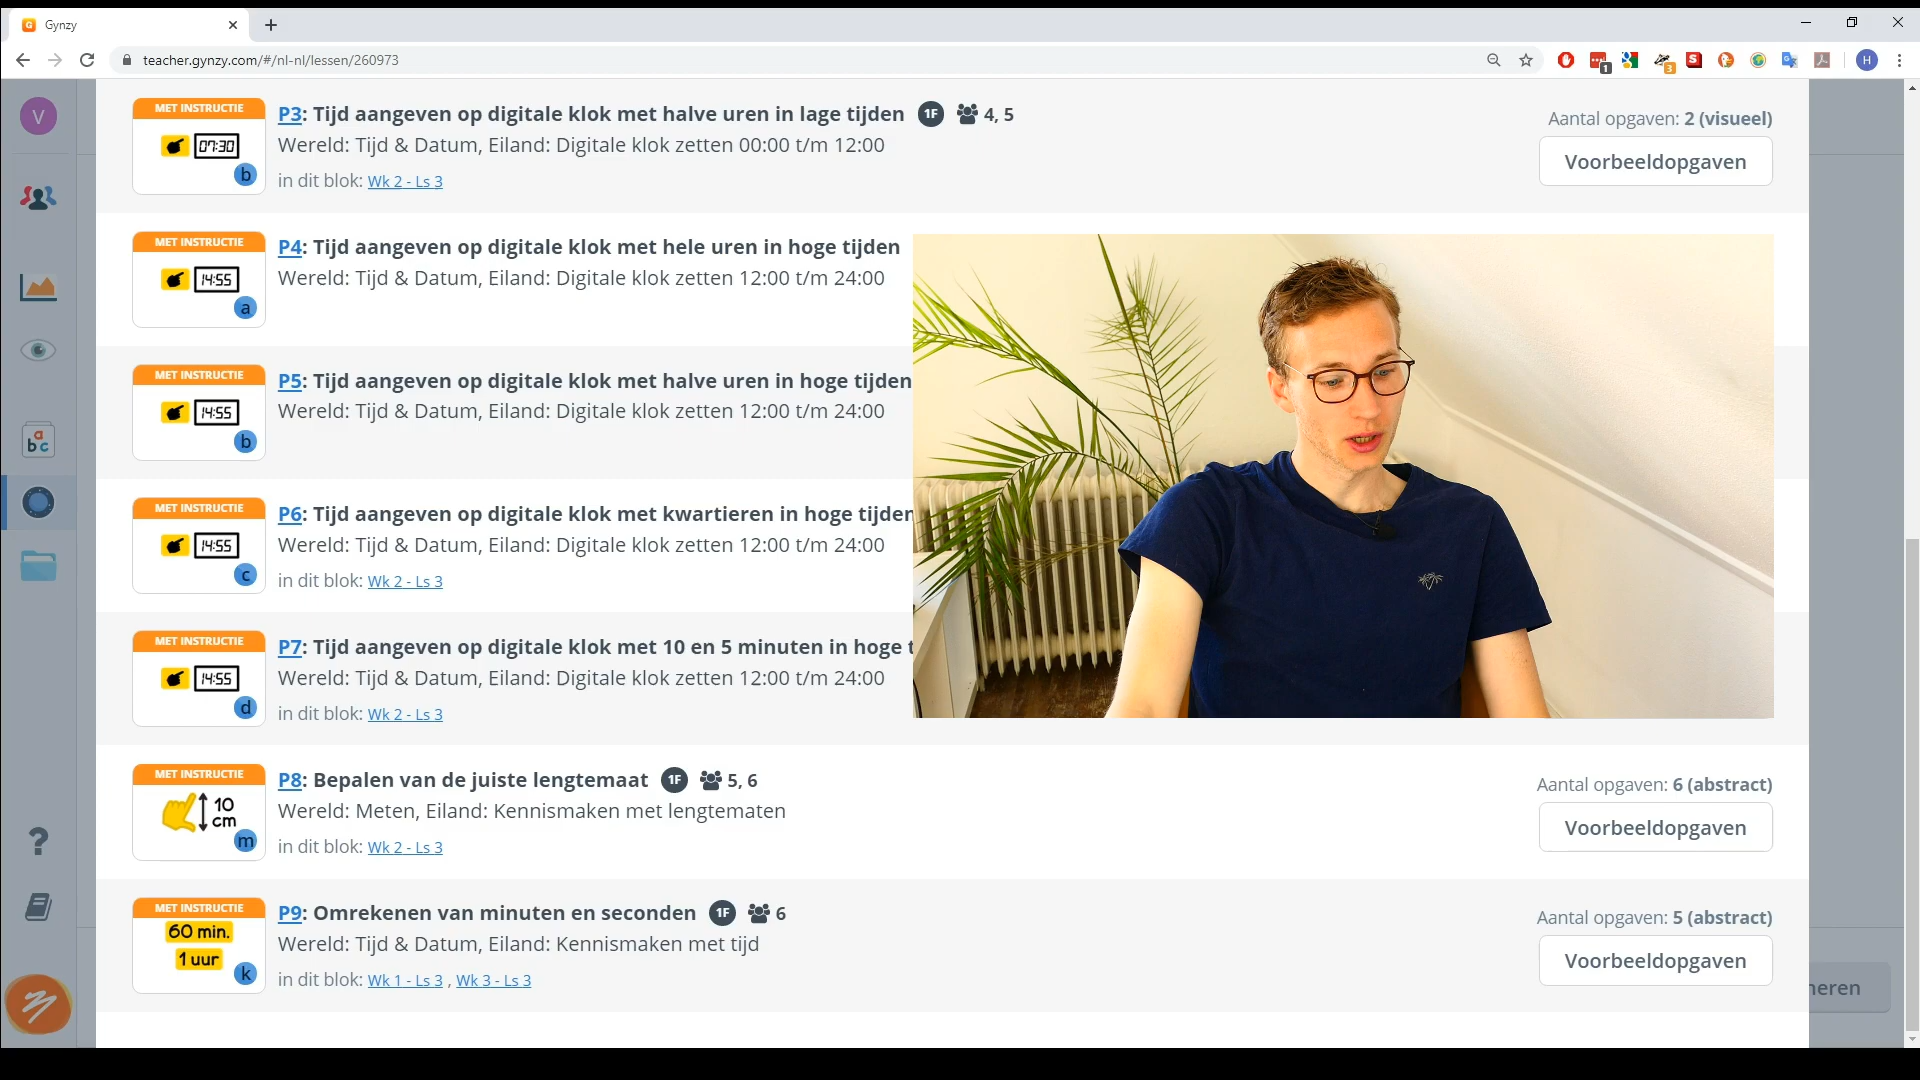 Gynzy
teacher.gynzy.com/#/nl-nl/lessen/260973
1
3
S
H
V
MET INSTRUCTIE
07:30
b
P3: Tijd aangeven op digitale klok met halve uren in lage tijden 1F 4, 5
Wereld: Tijd & Datum, Eiland: Digitale klok zetten 00:00 t/m 12:00
in dit blok: Wk 2 - Ls 3
Aantal opgaven: 2 (visueel)
Voorbeeldopgaven
MET INSTRUCTIE
14:55
a
P4: Tijd aangeven op digitale klok met hele uren in hoge tijden
Wereld: Tijd & Datum, Eiland: Digitale klok zetten 12:00 t/m 24:00
MET INSTRUCTIE
14:55
b
P5: Tijd aangeven op digitale klok met halve uren in hoge tijden
Wereld: Tijd & Datum, Eiland: Digitale klok zetten 12:00 t/m 24:00
a
bc
MET INSTRUCTIE
14:55
c
P6: Tijd aangeven op digitale klok met kwartieren in hoge tijden
Wereld: Tijd & Datum, Eiland: Digitale klok zetten 12:00 t/m 24:00
in dit blok: Wk 2 - Ls 3
MET INSTRUCTIE
14:55
d
P7: Tijd aangeven op digitale klok met 10 en 5 minuten in hoge t
Wereld: Tijd & Datum, Eiland: Digitale klok zetten 12:00 t/m 24:00
in dit blok: Wk 2 - Ls 3
MET INSTRUCTIE
10
cm
m
P8: Bepalen van de juiste lengtemaat 1F 5, 6
Wereld: Meten, Eiland: Kennismaken met lengtematen
in dit blok: Wk 2 - Ls 3
Aantal opgaven: 6 (abstract)
Voorbeeldopgaven
?
MET INSTRUCTIE
60 min.
1 uur
k
P9: Omrekenen van minuten en seconden 1F 6
Wereld: Tijd & Datum, Eiland: Kennismaken met tijd
in dit blok: Wk 1 - Ls 3 , Wk 3 - Ls 3
Aantal opgaven: 5 (abstract)
Voorbeeldopgaven
neren